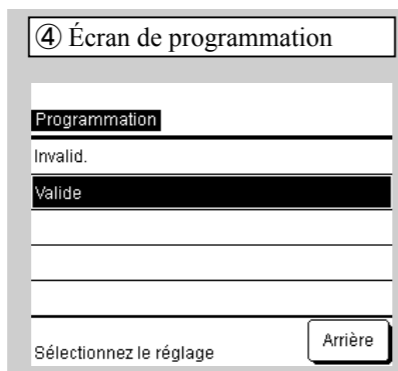 ④ Écran de programmation
Programmation
Invalid.
Valide
Sélectionnez le réglage
Arrière